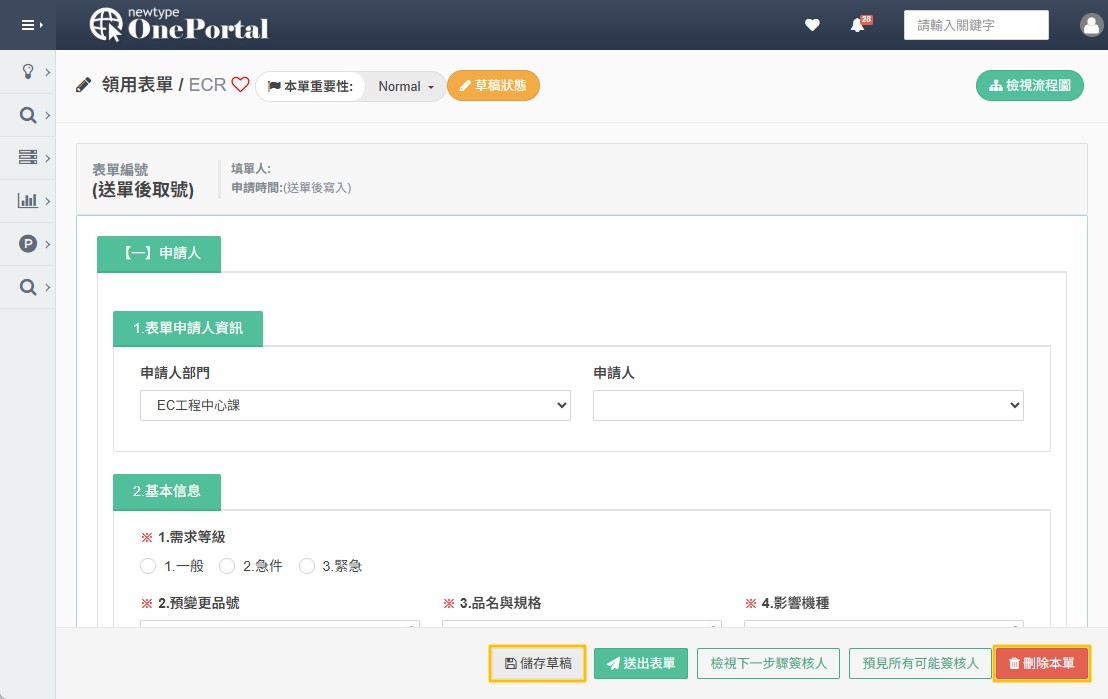 newtype
OnePortal
28
請輸入關鍵字
領用表單 / ECR
本單重要性:
Normal
草稿狀態
檢視流程圖
表單編號
(送單後取號)
填單人:
申請時間:(送單後寫入)
【一】申請人
1.表單申請人資訊
申請人部門
申請人
EC工程中心課
2.基本信息
※ 1.需求等級
1.一般
2.急件
3.緊急
※ 2.預變更品號
※ 3.品名與規格
※ 4.影響機種
儲存草稿
送出表單
檢視下一步驟簽核人
預見所有可能簽核人
刪除本單
P